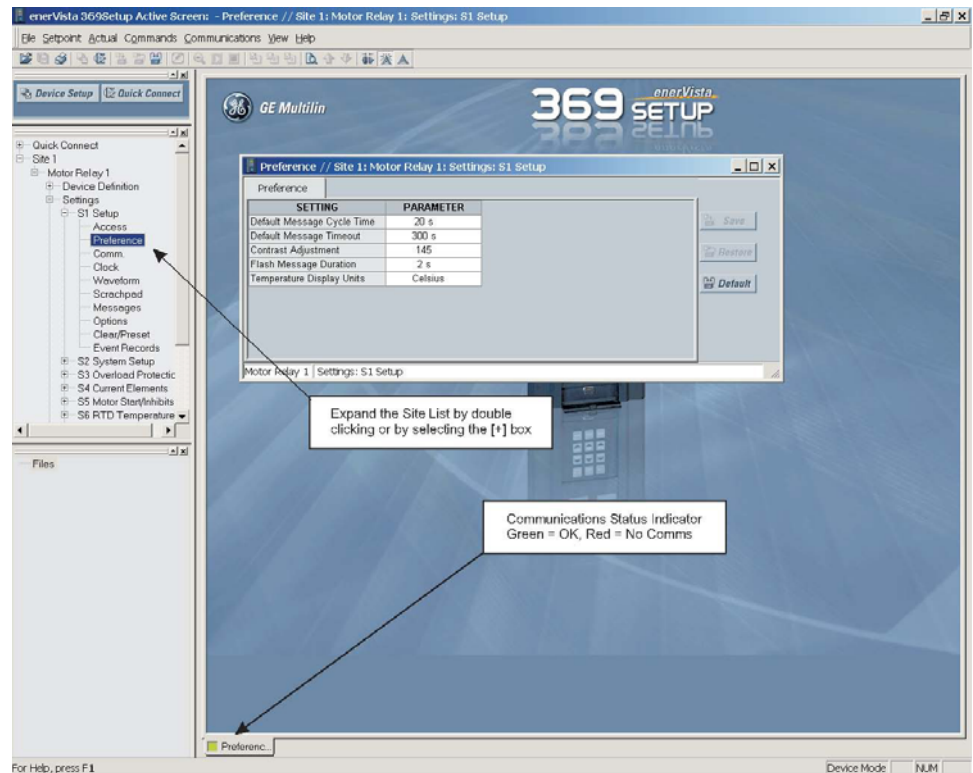 enerVista 369Setup Active Screen: - Preference // Site 1: Motor Relay 1: Settings: S1 Setup
File Setpoint Actual Commands Communications View Help
Device Setup Quick Connect
Quick Connect
Site 1
Motor Relay 1
Device Definition
Settings
S1 Setup
Access
Preference
Comm.
Clock
Waveform
Scrachpad
Messages
Options
Clear/Preset
Event Records
S2 System Setup
S3 Overload Protectic
S4 Current Elements
S5 Motor Start/Inhibits
S6 RTD Temperature
Files
GE Multilin
enerVista
369 SETUP
Preference // Site 1: Motor Relay 1: Settings: S1 Setup
Preference
SETTING PARAMETER
Default Message Cycle Time 20 s
Default Message Timeout 300 s
Contrast Adjustment 145
Flash Message Duration 2 s
Temperature Display Units Celsius
Save
Restore
Default
Motor Relay 1 Settings: S1 Setup
Expand the Site List by double
clicking or by selecting the [+] box
Communications Status Indicator
Green = OK, Red = No Comms
Preferenc...
For Help, press F1
Device Mode NUM